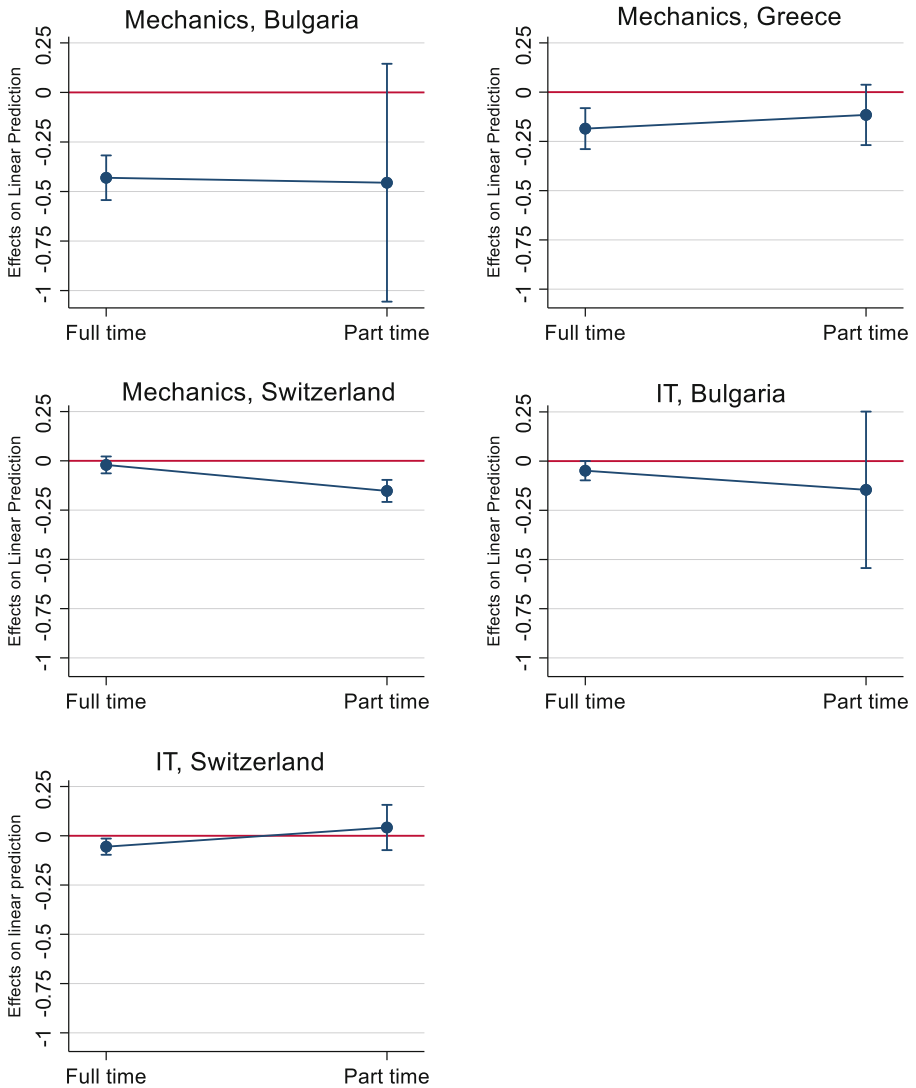 Mechanics, Bulgaria
Effects on Linear Prediction
0.25
0
-0.25
-0.5
-0.75
-1
Full time
Part time
Mechanics, Greece
Effects on Linear Prediction
0.25
0
-0.25
-0.5
-0.75
-1
Full time
Part time
Mechanics, Switzerland
Effects on Linear Prediction
0.25
0
-0.25
-0.5
-0.75
-1
Full time
Part time
IT, Bulgaria
Effects on Linear Prediction
0.25
0
-0.25
-0.5
-0.75
-1
Full time
Part time
IT, Switzerland
Effects on linear prediction
0.25
0
-0.25
-0.5
-0.75
-1
Full time
Part time